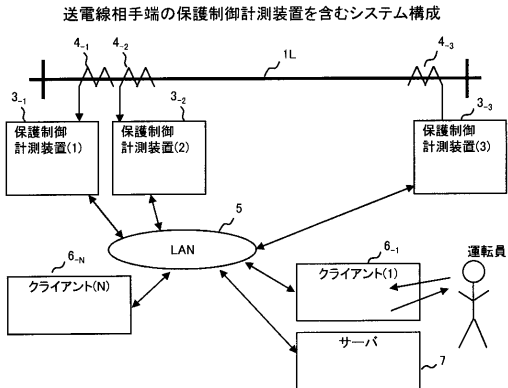 送電線相手端の保護制御計測装置を含むシステム構成
4-1
4-2
1L
4-3
3-1
3-2
3-3
保護制御
計測装置(1)
保護制御
計測装置(2)
保護制御
計測装置(3)
5
LAN
6-N
クライアント(N)
6-1
クライアント(1)
運転員
サーバ
7